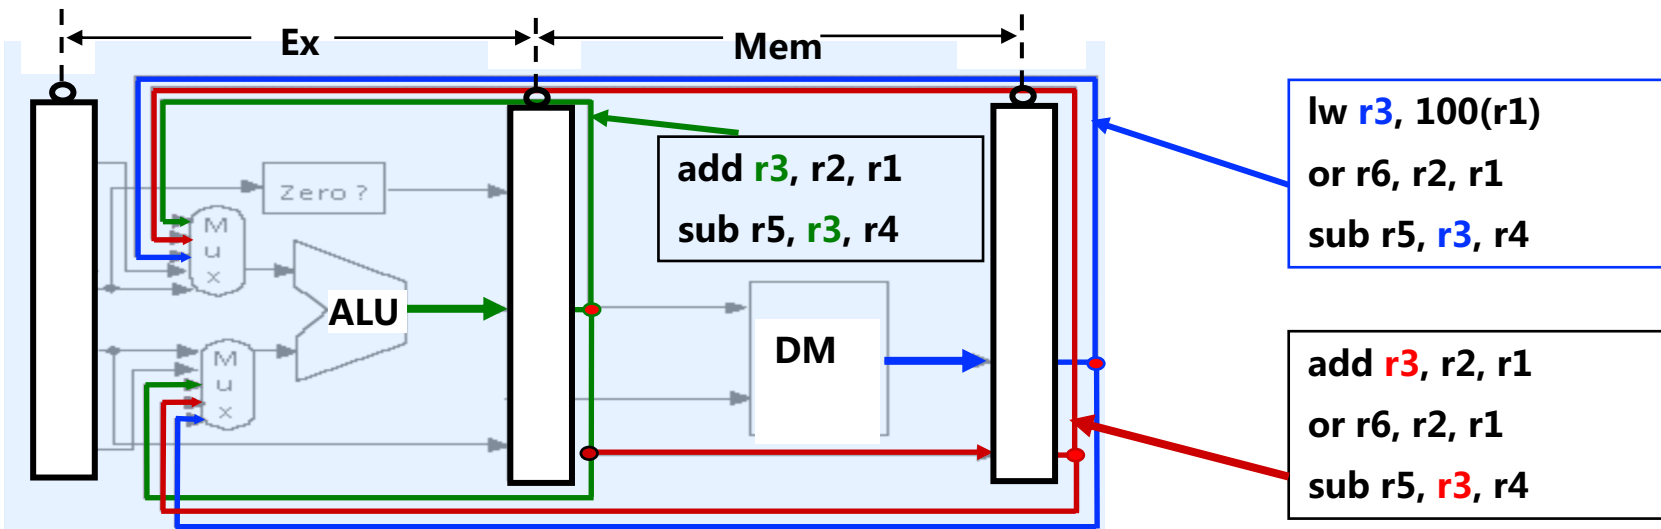 Ex
Mem
lw r3, 100(r1)
or r6, r2, r1
sub r5, r3, r4
add r3, r2, r1
sub r5, r3, r4
Zero ?
M
u
x
ALU
DM
M
u
x
add r3, r2, r1
or r6, r2, r1
sub r5, r3, r4